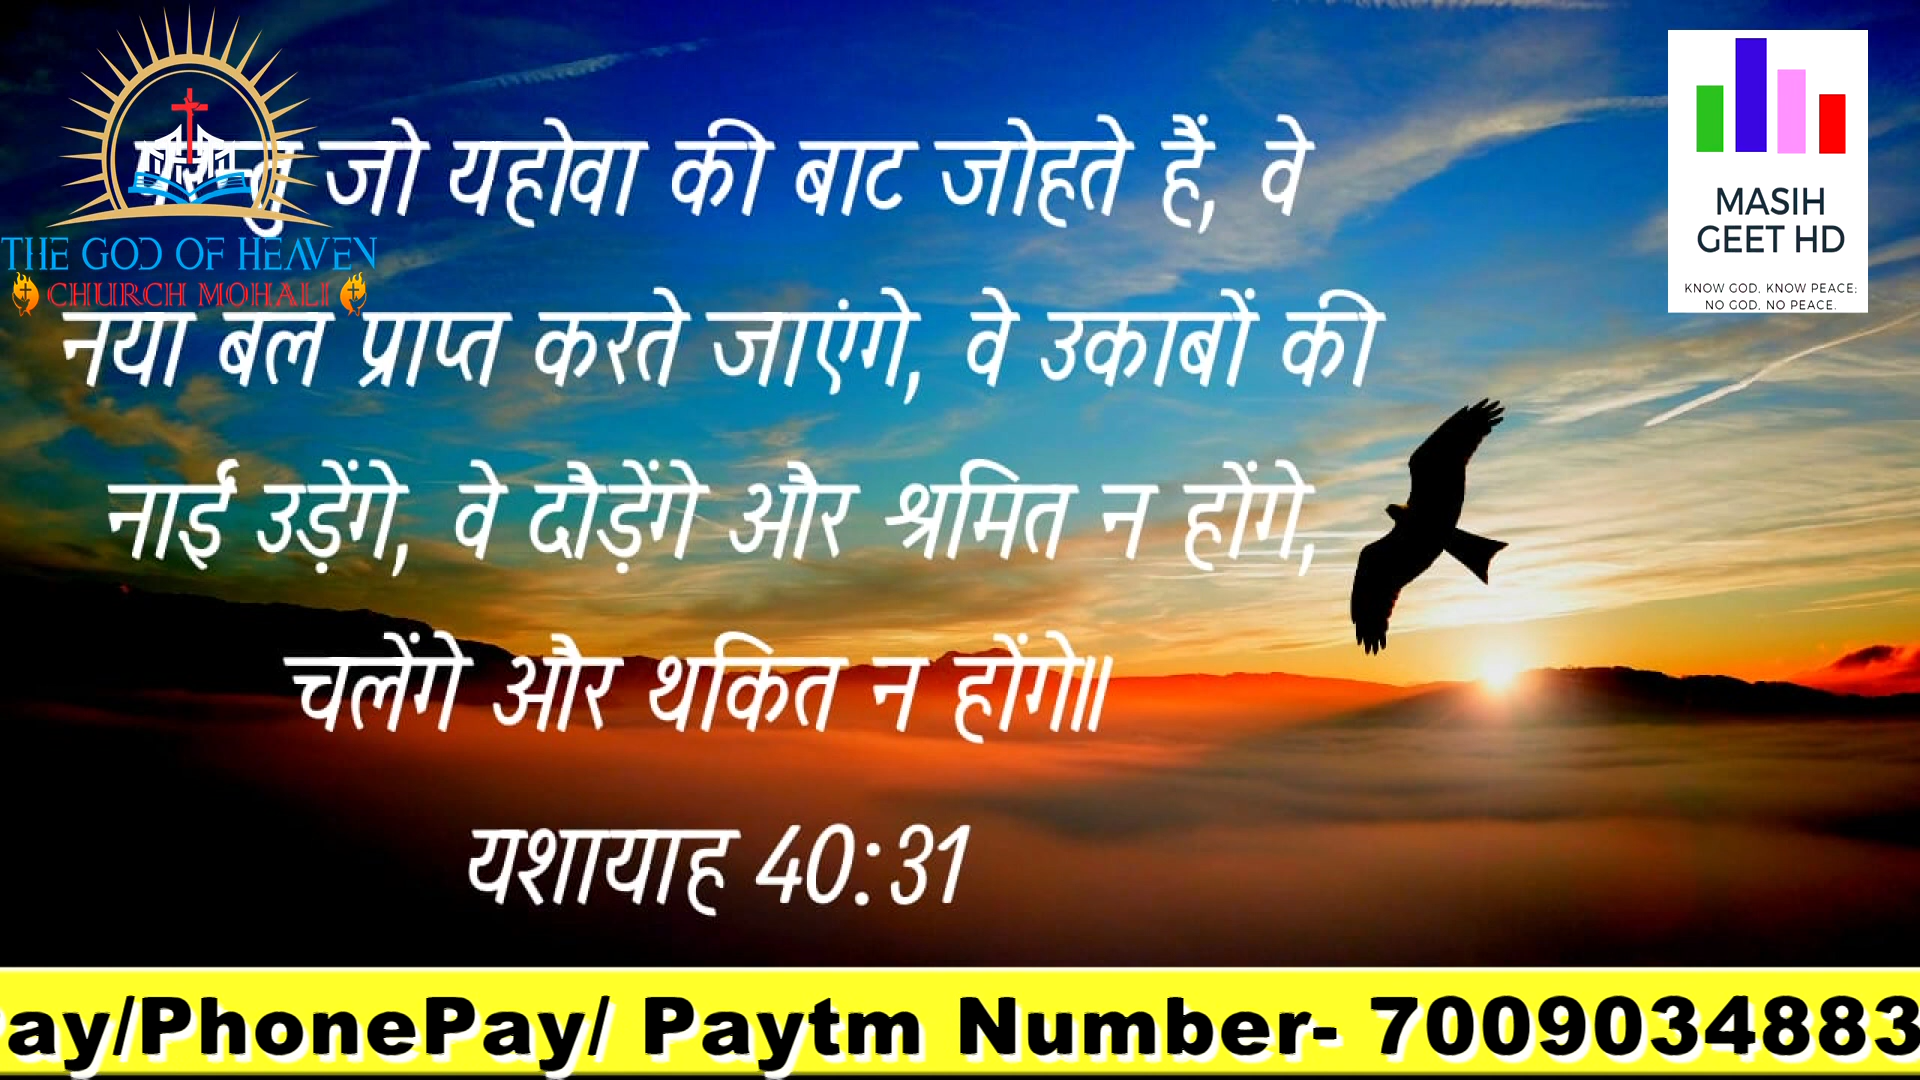 जो यहोवा की बाट जोहते हैं, वे
नया बल प्राप्त करते जाएंगे, वे उकाबों की
नाईं उड़ेंगे, वे दौड़ेंगे और श्रमित न होंगे,
चलेंगे और थकित न होंगे॥
यशायाह 40:31
THE GOD OF HEAVEN
CHURCH MOHALI
MASIH
GEET HD
KNOW GOD, KNOW PEACE;
NO GOD, NO PEACE.
ay/PhonePay/ Paytm Number- 7009034883